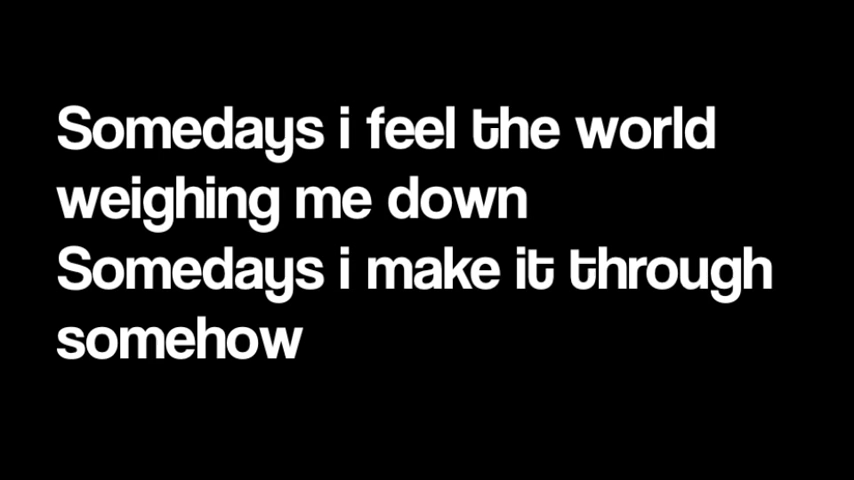 Somedays i feel the world
weighing me down
Somedays i make it through
somehow